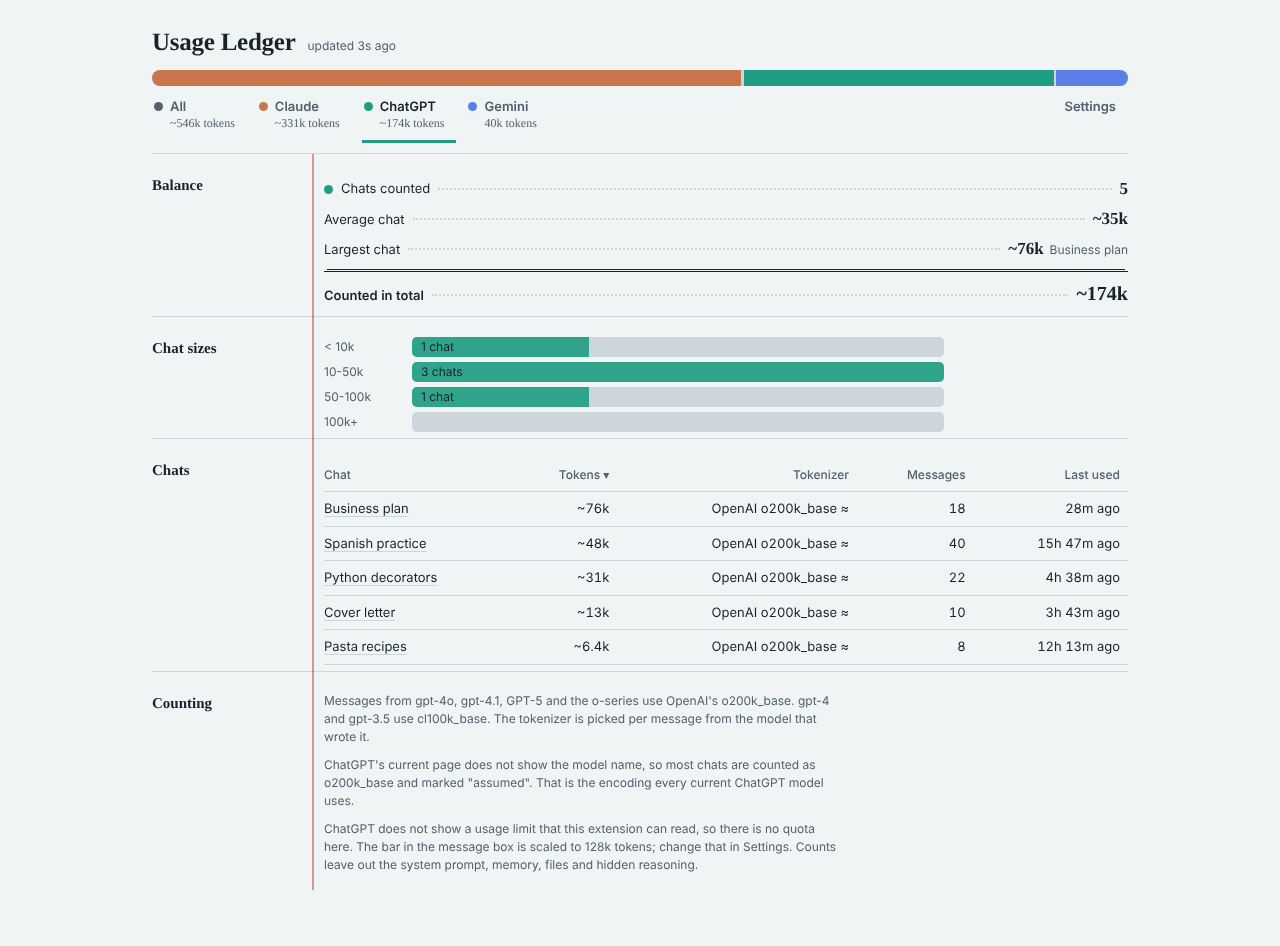 Usage Ledger updated 3s ago
All Claude ChatGPT Gemini Settings
~546k tokens ~331k tokens ~174k tokens 40k tokens
Balance
Chats counted 5
Average chat ~35k
Largest chat ~76k Business plan
Counted in total ~174k
Chat sizes
< 10k 1 chat
10-50k 3 chats
50-100k 1 chat
100k+
Chats
Chat Tokens ▾ Tokenizer Messages Last used
Business plan ~76k OpenAI o200k_base ≈ 18 28m ago
Spanish practice ~48k OpenAI o200k_base ≈ 40 15h 47m ago
Python decorators ~31k OpenAI o200k_base ≈ 22 4h 38m ago
Cover letter ~13k OpenAI o200k_base ≈ 10 3h 43m ago
Pasta recipes ~6.4k OpenAI o200k_base ≈ 8 12h 13m ago
Counting
Messages from gpt-4o, gpt-4.1, GPT-5 and the o-series use OpenAI's o200k_base. gpt-4
and gpt-3.5 use cl100k_base. The tokenizer is picked per message from the model that
wrote it.
ChatGPT's current page does not show the model name, so most chats are counted as
o200k_base and marked "assumed". That is the encoding every current ChatGPT model
uses.
ChatGPT does not show a usage limit that this extension can read, so there is no quota
here. The bar in the message box is scaled to 128k tokens; change that in Settings. Counts
leave out the system prompt, memory, files and hidden reasoning.